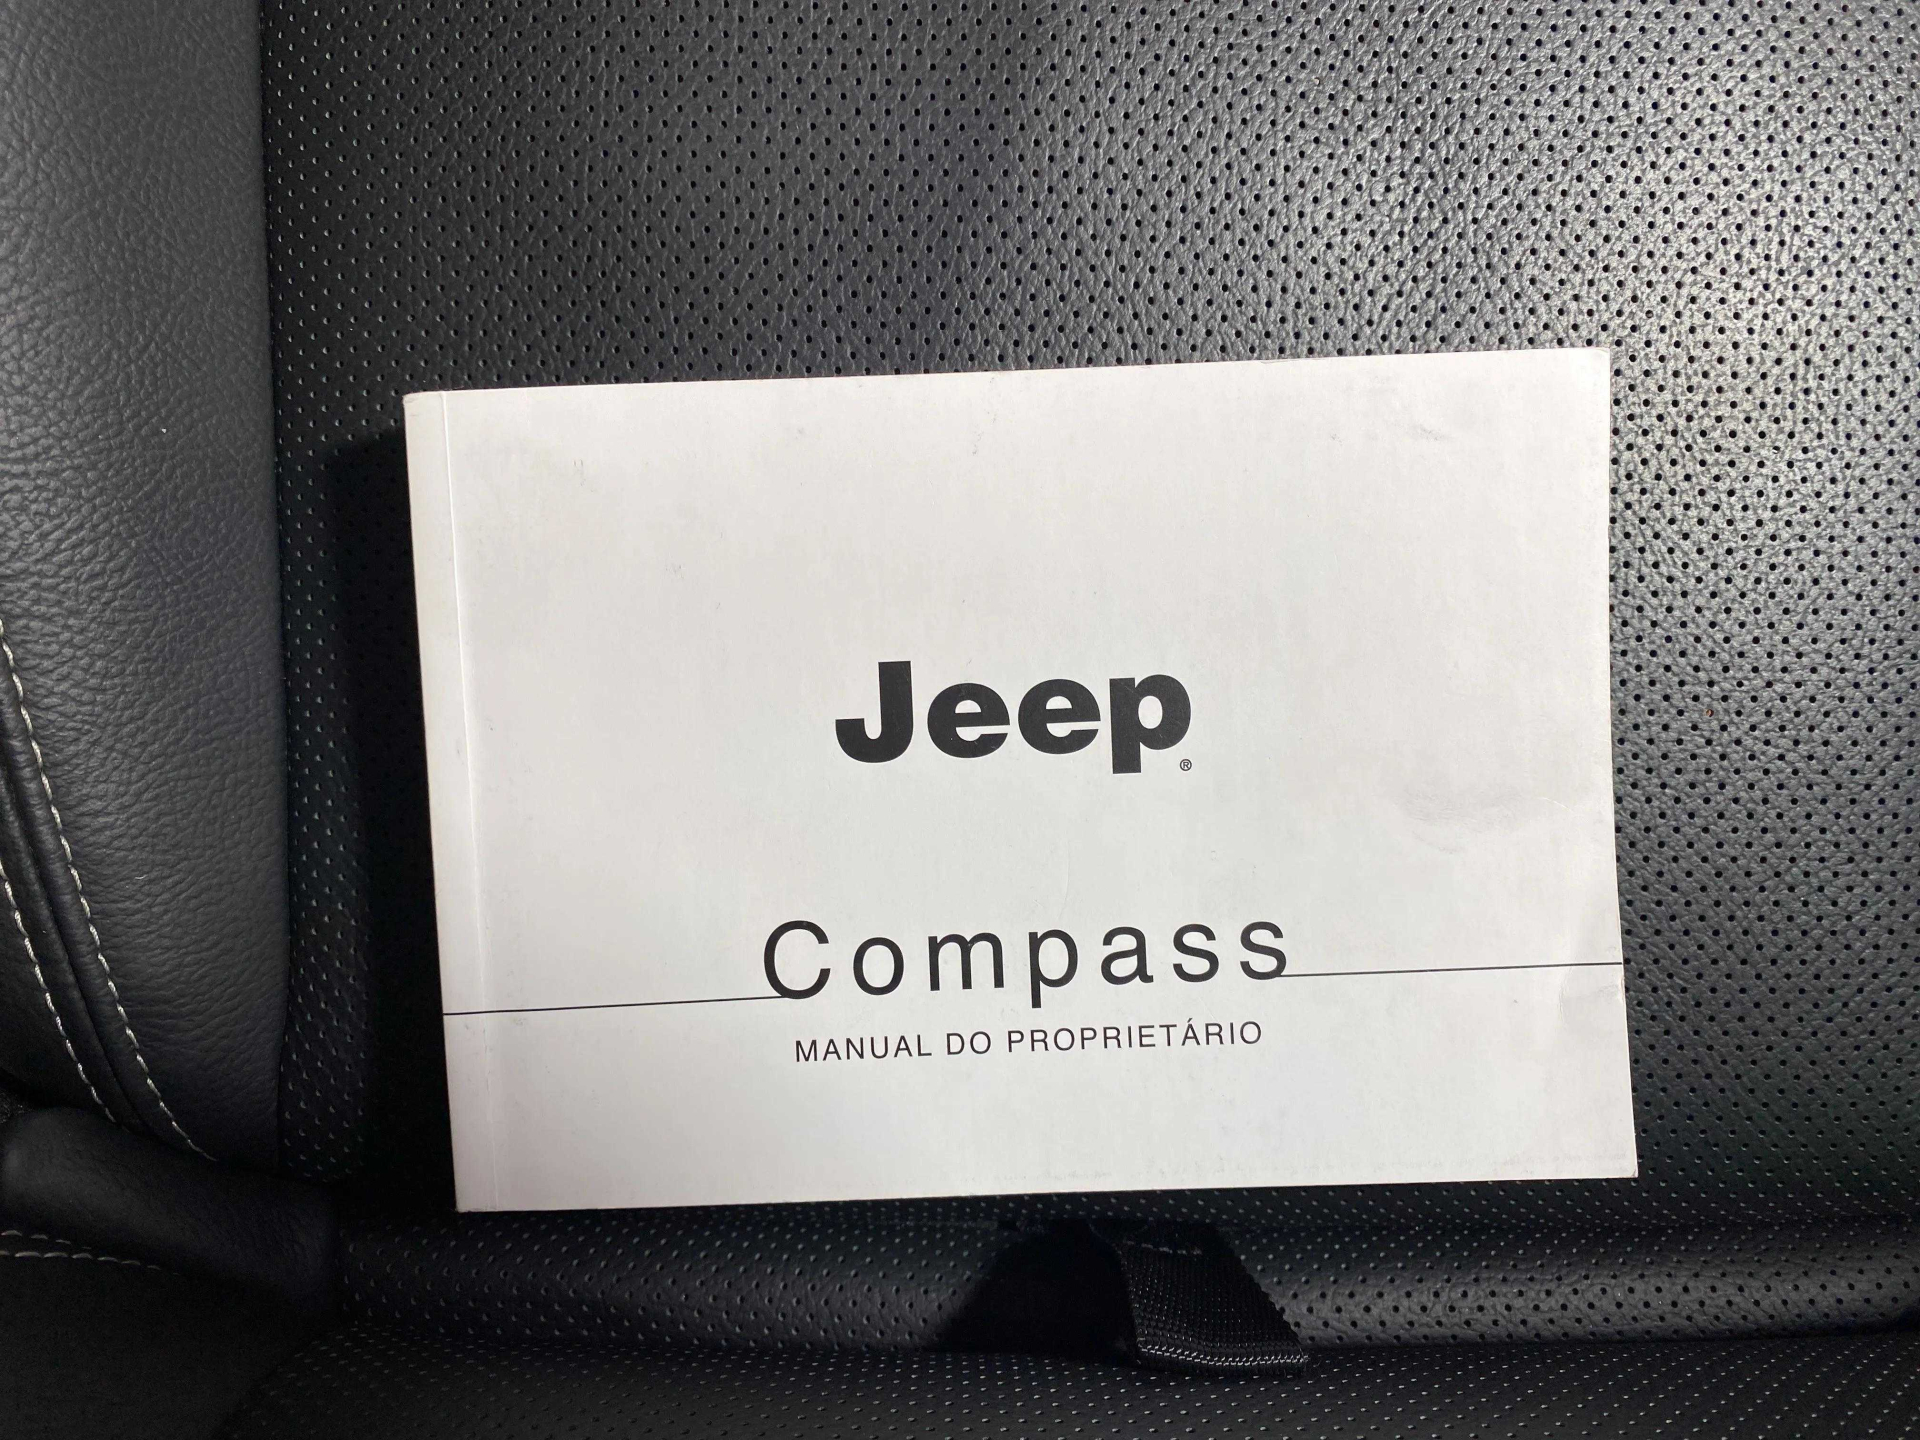 Jeep®
Compass
MANUAL DO PROPRIETÁRIO